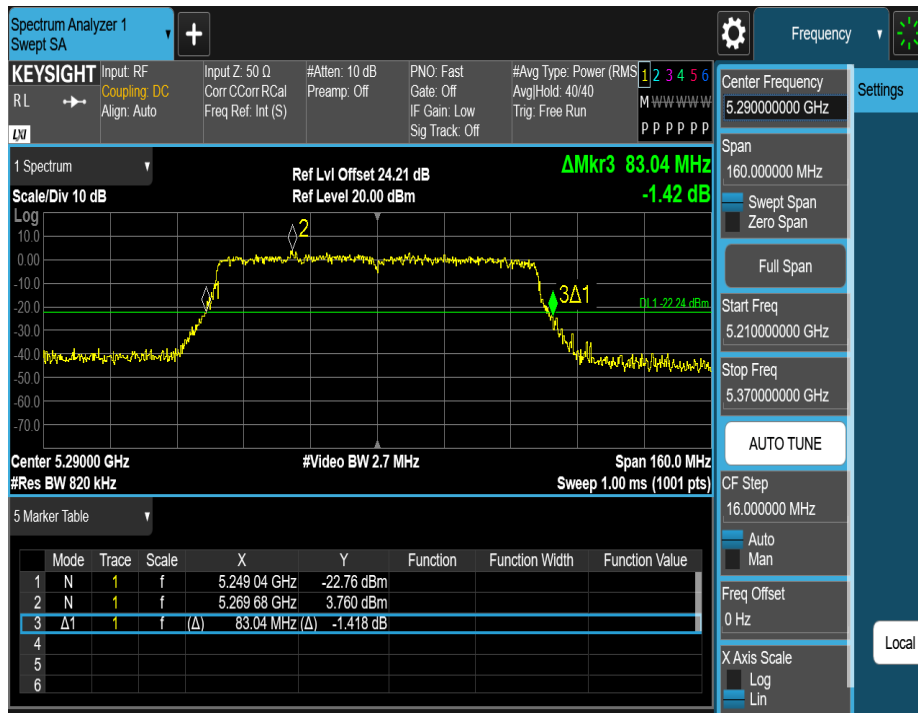 Spectrum Analyzer 1
Swept SA
+
Frequency
KEYSIGHT
RL
LXI
Input: RF
Coupling: DC
Align: Auto
Input Z: 50 Ω
Corr CCorr RCal
Freq Ref: Int (S)
#Atten: 10 dB
Preamp: Off
PNO: Fast
Gate: Off
IF Gain: Low
Sig Track: Off
#Avg Type: Power (RMS
Avg|Hold: 40/40
Trig: Free Run
1 2 3 4 5 6
M W W W W W
P P P P P P
1 Spectrum
Scale/Div 10 dB
Ref Lvl Offset 24.21 dB
Ref Level 20.00 dBm
ΔMkr3 83.04 MHz
-1.42 dB
Log
10.0
0.00
-10.0
-20.0
-30.0
-40.0
-50.0
-60.0
-70.0
2
1
3Δ1
DL1 -22.24 dBm
Center 5.29000 GHz
#Video BW 2.7 MHz
Span 160.0 MHz
#Res BW 820 kHz
Sweep 1.00 ms (1001 pts)
5 Marker Table
Mode Trace Scale X Y Function Function Width Function Value
1 N 1 f 5.249 04 GHz -22.76 dBm
2 N 1 f 5.269 68 GHz 3.760 dBm
3 Δ1 1 f (Δ) 83.04 MHz (Δ) -1.418 dB
4
5
6
Center Frequency
5.290000000 GHz
Span
160.000000 MHz
Swept Span
Zero Span
Full Span
Start Freq
5.210000000 GHz
Stop Freq
5.370000000 GHz
AUTO TUNE
CF Step
16.000000 MHz
Auto
Man
Freq Offset
0 Hz
X Axis Scale
Log
Lin
Settings
Local